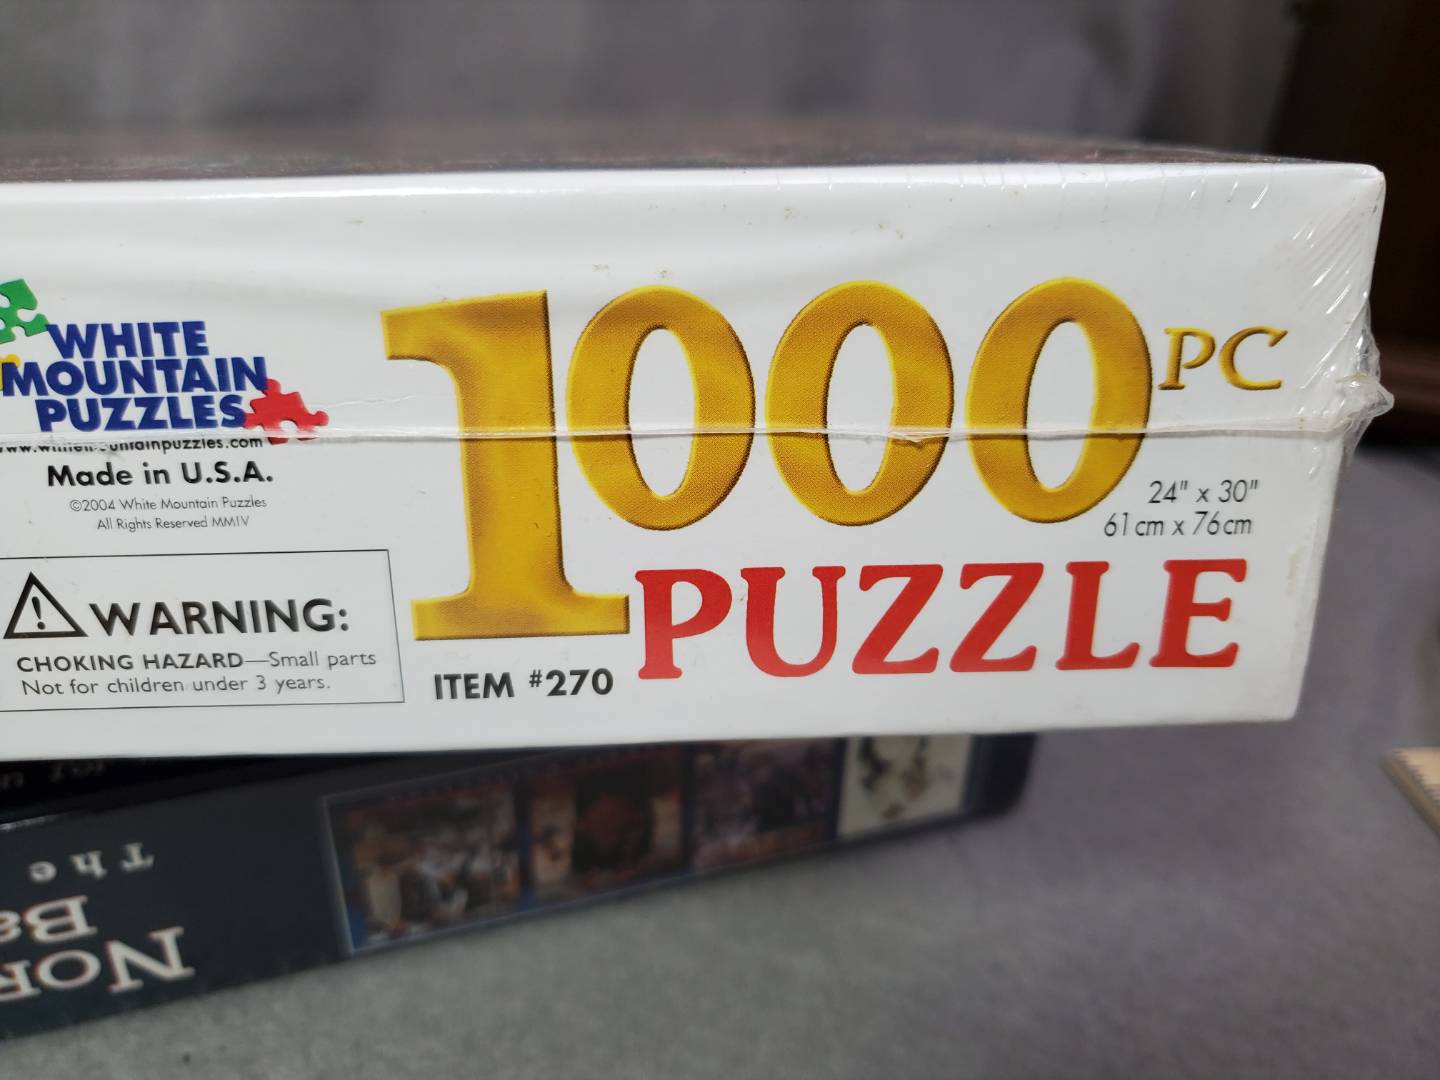 WHITE
MOUNTAIN
PUZZLES
Made in U.S.A.
©2004 White Mountain Puzzles
All Rights Reserved MMIV
WARNING:
CHOKING HAZARD—Small parts
Not for children under 3 years.
1000 PC
24" x 30"
61 cm x 76 cm
PUZZLE
ITEM #270
The